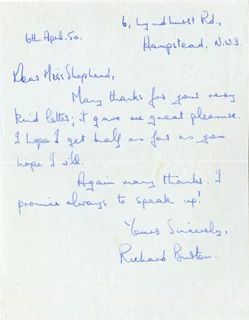 6, Lyndhurst Rd.,
6th April. 50.
Hampstead, N.W.3.
Dear Miss Shepherd,
Many thanks for your very
kind letter; it gave me great pleasure.
I hope I get half as far as you
hope I will.
Again many thanks. I
promise always to speak up!
Yours Sincerely,
Richard Burton.